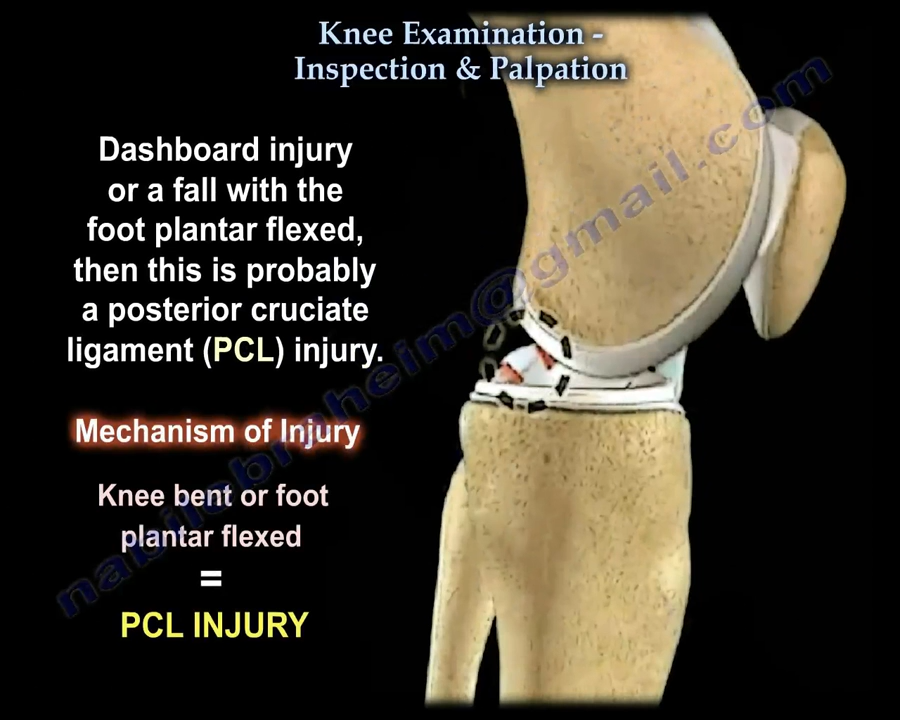 Knee Examination -
Inspection & Palpation
Dashboard injury
or a fall with the
foot plantar flexed,
then this is probably
a posterior cruciate
ligament (PCL) injury.
Mechanism of Injury
Knee bent or foot
plantar flexed
=
PCL INJURY
nabilebraheim@gmail.com